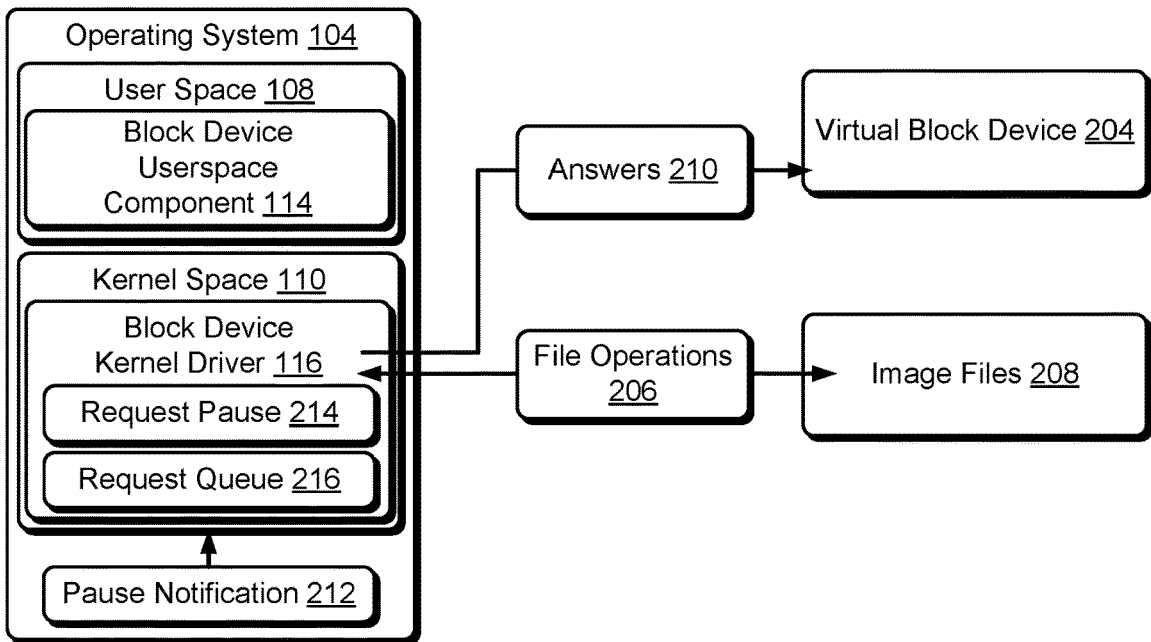 Operating System 104
User Space 108
Block Device
Userspace
Component 114
Kernel Space 110
Block Device
Kernel Driver 116
Request Pause 214
Request Queue 216
Pause Notification 212
Answers 210
Virtual Block Device 204
File Operations
206
Image Files 208